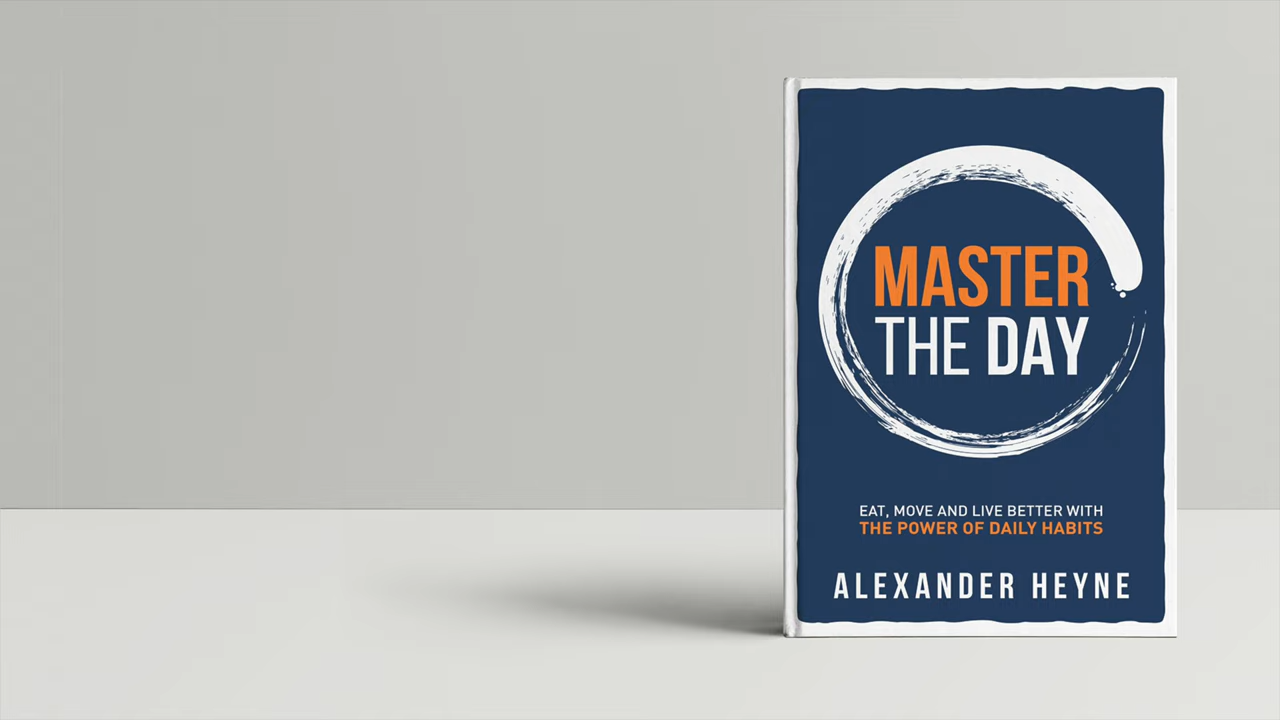 MASTER
THE DAY
EAT, MOVE AND LIVE BETTER WITH
THE POWER OF DAILY HABITS
ALEXANDER HEYNE